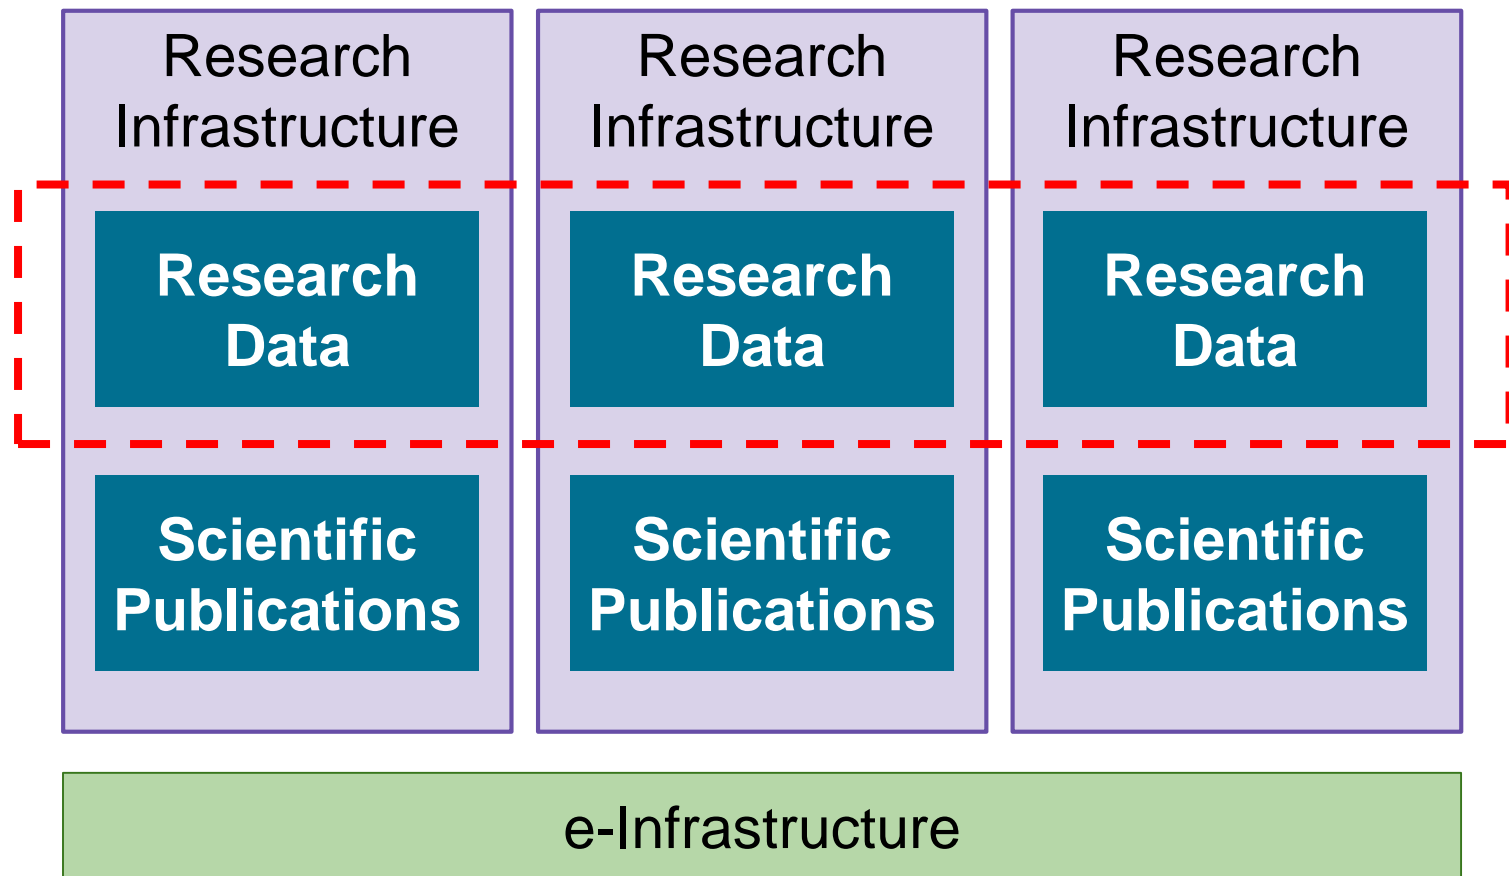 Research
Infrastructure
Research
Infrastructure
Research
Infrastructure
Research
Data
Research
Data
Research
Data
Scientific
Publications
Scientific
Publications
Scientific
Publications
e-Infrastructure